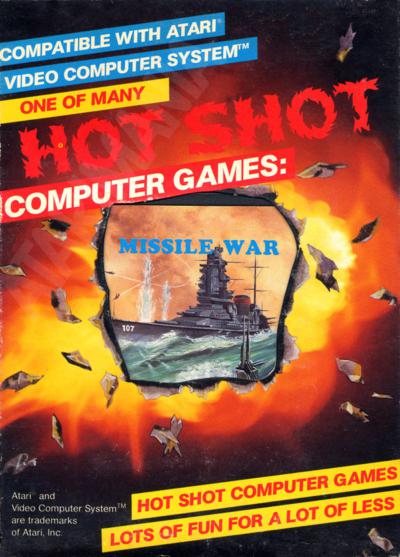 COMPATIBLE WITH ATARI®
VIDEO COMPUTER SYSTEM™
ONE OF MANY
HOT SHOT
COMPUTER GAMES:
MISSILE WAR
107
Atari and
Video Computer System™
are trademarks
of Atari, Inc.
HOT SHOT COMPUTER GAMES
LOTS OF FUN FOR A LOT OF LESS